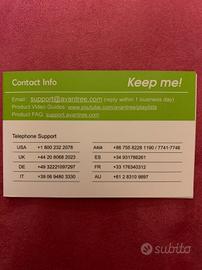 Contact Info Keep me!
Email: support@avantree.com (reply within 1 business day)
Product Video Guides: www.youtube.com/avantree/playlists
Product FAQ: support.avantree.com
Telephone Support
USA +1 800 232 2078 Asia +86 755 8228 1190 / 7741-7746
UK +44 20 8068 2023 ES +34 931786261
DE +49 32221097297 FR +33 176340312
IT +39 06 9480 3330 AU +61 2 8310 9897
subito